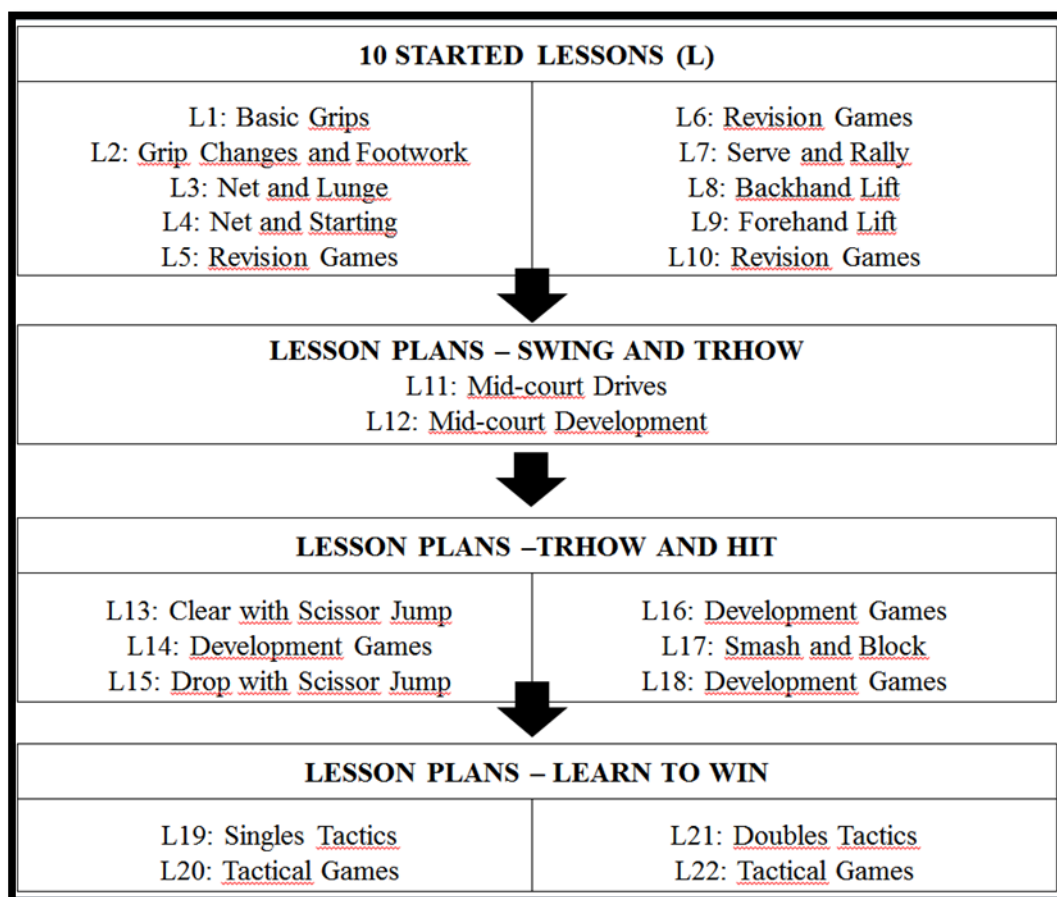 10 STARTED LESSONS (L)
L1: Basic Grips
L2: Grip Changes and Footwork
L3: Net and Lunge
L4: Net and Starting
L5: Revision Games
L6: Revision Games
L7: Serve and Rally
L8: Backhand Lift
L9: Forehand Lift
L10: Revision Games
LESSON PLANS – SWING AND TRHOW
L11: Mid-court Drives
L12: Mid-court Development
LESSON PLANS –TRHOW AND HIT
L13: Clear with Scissor Jump
L14: Development Games
L15: Drop with Scissor Jump
L16: Development Games
L17: Smash and Block
L18: Development Games
LESSON PLANS – LEARN TO WIN
L19: Singles Tactics
L20: Tactical Games
L21: Doubles Tactics
L22: Tactical Games